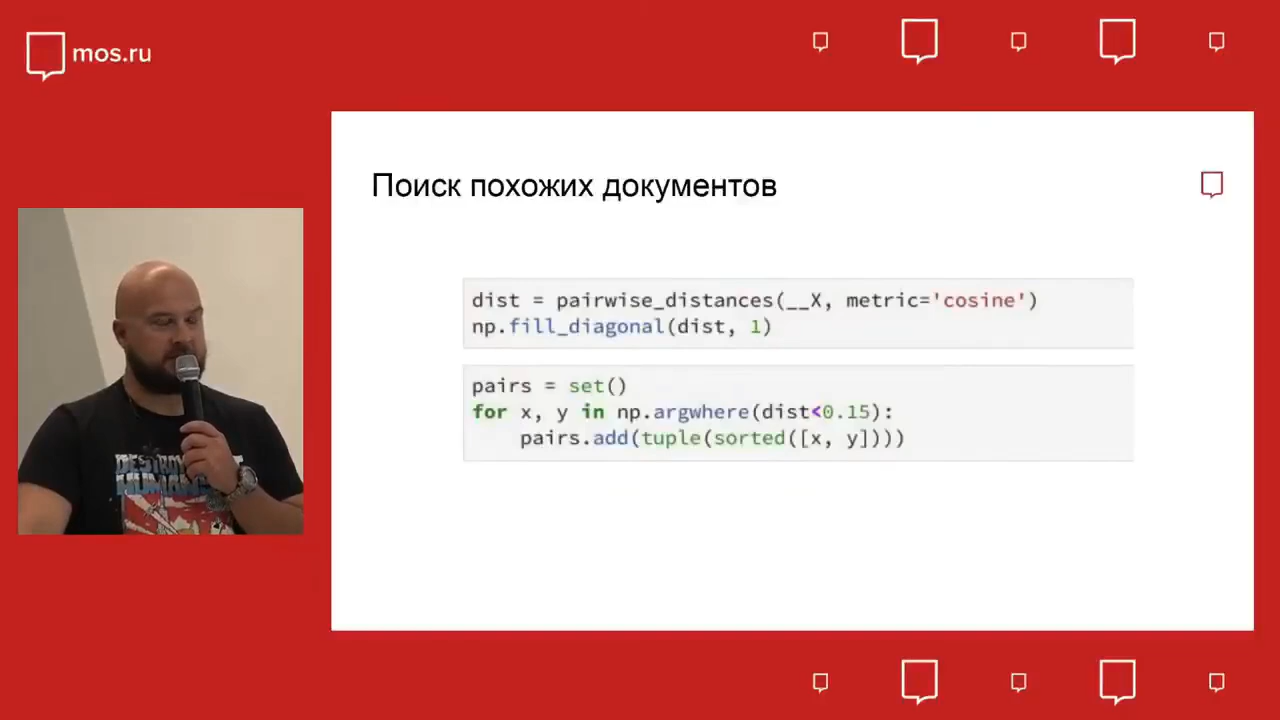 mos.ru
Поиск похожих документов
dist = pairwise_distances(__X, metric='cosine')
np.fill_diagonal(dist, 1)
pairs = set()
for x, y in np.argwhere(dist<0.15):
    pairs.add(tuple(sorted([x, y])))